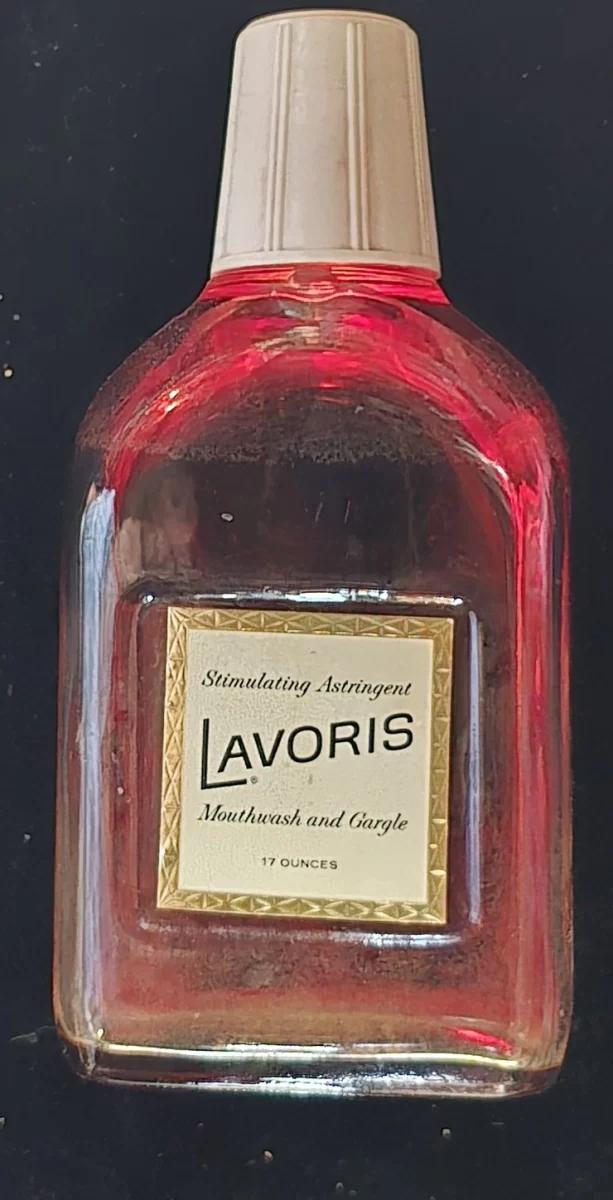 Stimulating Astringent
LAVORIS®
Mouthwash and Gargle
17 OUNCES